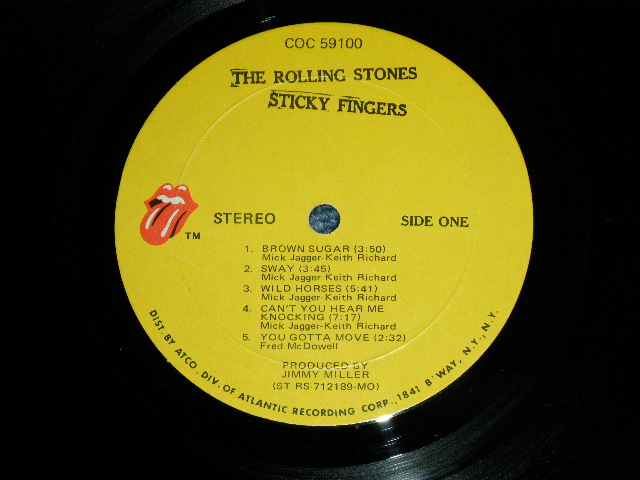 COC 59100
THE ROLLING STONES
STICKY FINGERS
STEREO
SIDE ONE
TM
1. BROWN SUGAR (3:50)
Mick Jagger-Keith Richard
2. SWAY (3:45)
Mick Jagger-Keith Richard
3. WILD HORSES (5:41)
Mick Jagger-Keith Richard
4. CAN'T YOU HEAR ME
KNOCKING (7:17)
Mick Jagger-Keith Richard
5. YOU GOTTA MOVE (2:32)
Fred McDowell
PRODUCED BY
JIMMY MILLER
(ST RS-712189-MO)
DIST. BY ATCO. DIV. OF ATLANTIC RECORDING CORP., 1841 B'WAY, N.Y., N.Y.